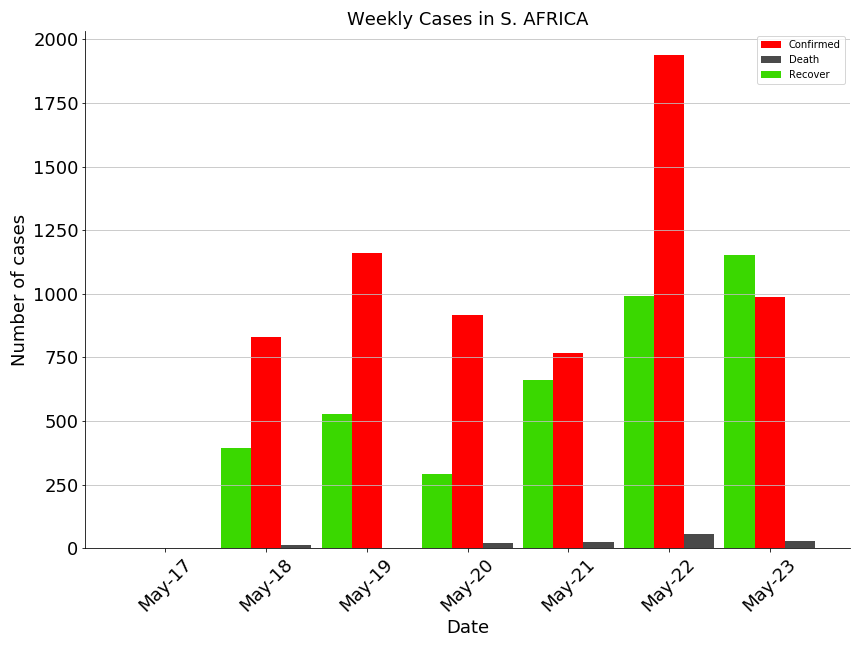 Weekly Cases in S. AFRICA
Confirmed
Death
Recover
Number of cases
2000
1750
1500
1250
1000
750
500
250
0
May-17
May-18
May-19
May-20
May-21
May-22
May-23
Date